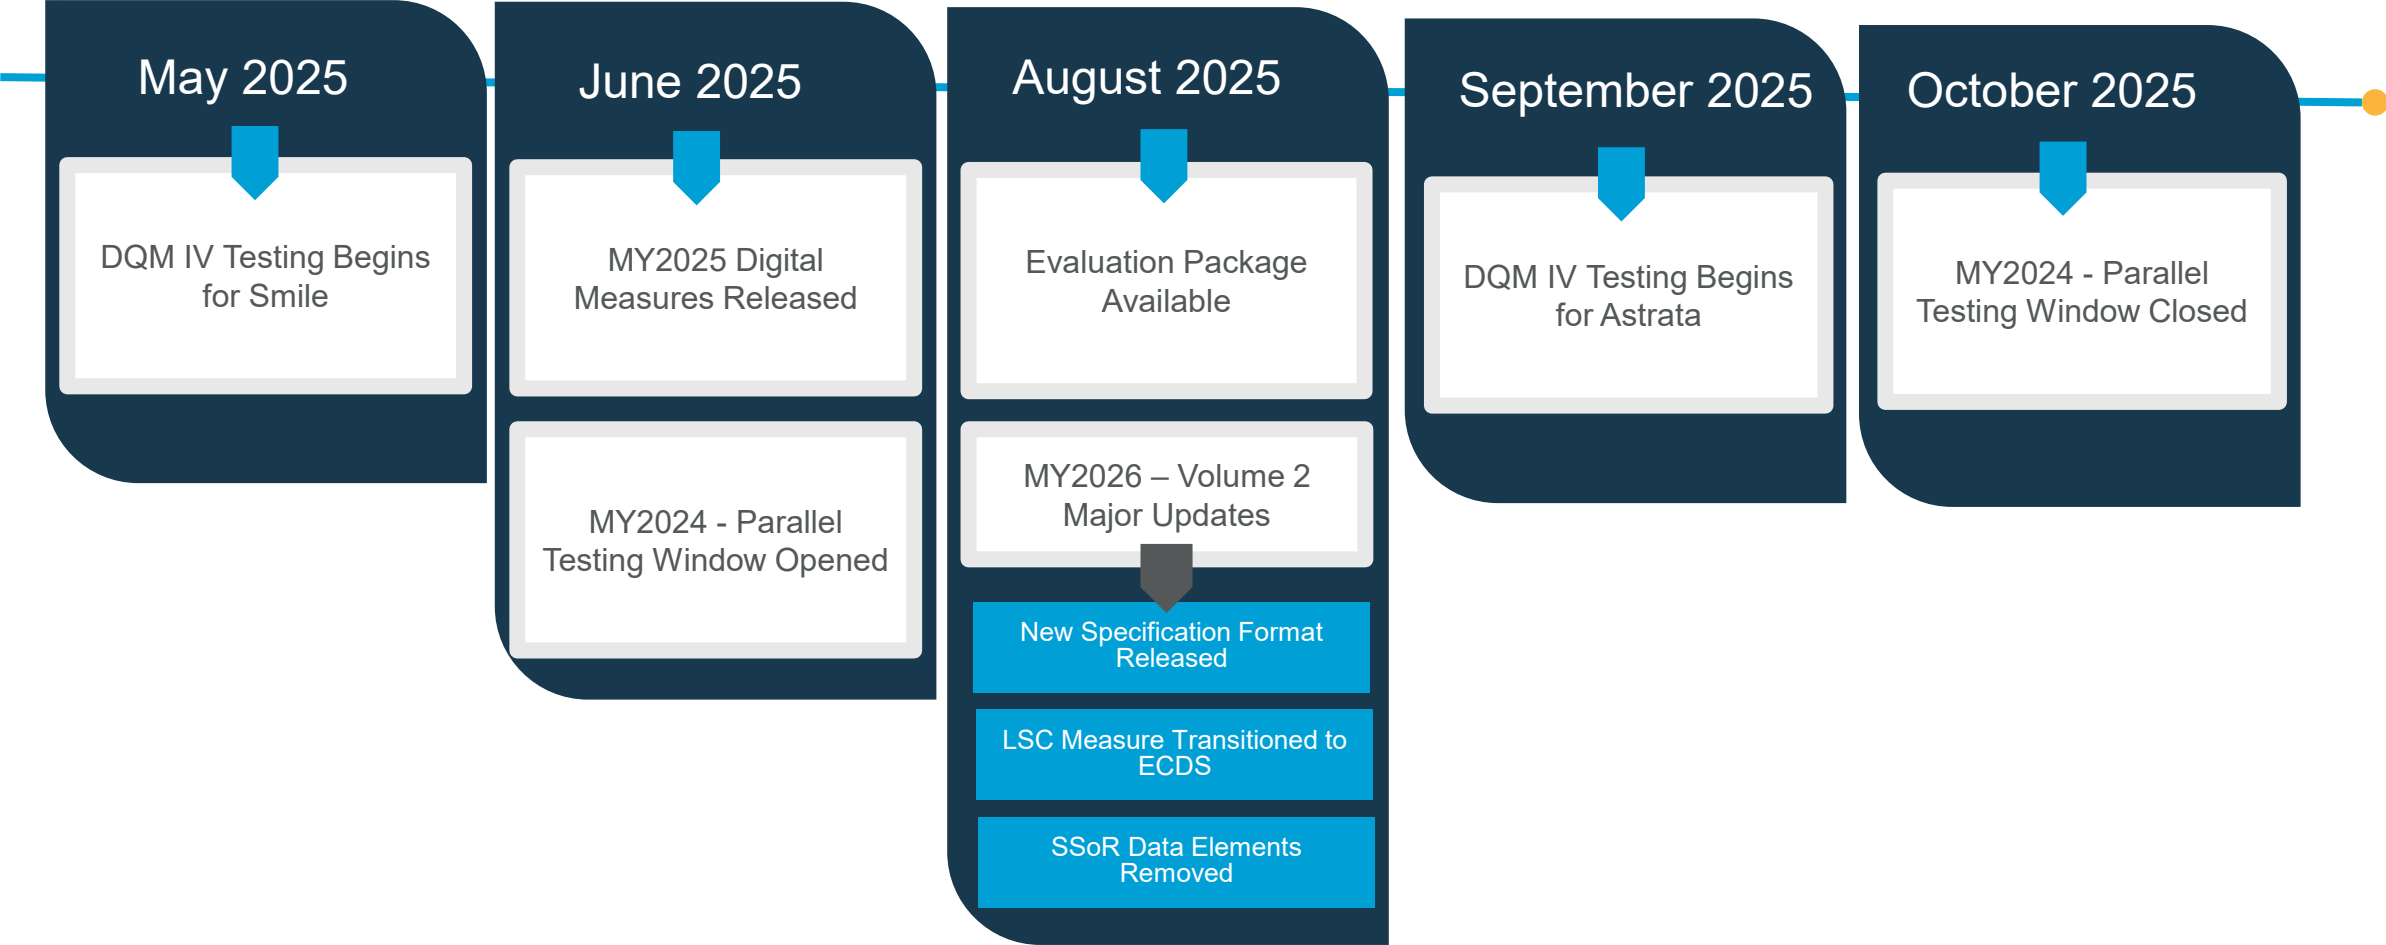 May 2025
DQM IV Testing Begins
for Smile
June 2025
MY2025 Digital
Measures Released
MY2024 - Parallel
Testing Window Opened
August 2025
Evaluation Package
Available
MY2026 – Volume 2
Major Updates
New Specification Format
Released
LSC Measure Transitioned to
ECDS
SSoR Data Elements
Removed
September 2025
DQM IV Testing Begins
for Astrata
October 2025
MY2024 - Parallel
Testing Window Closed